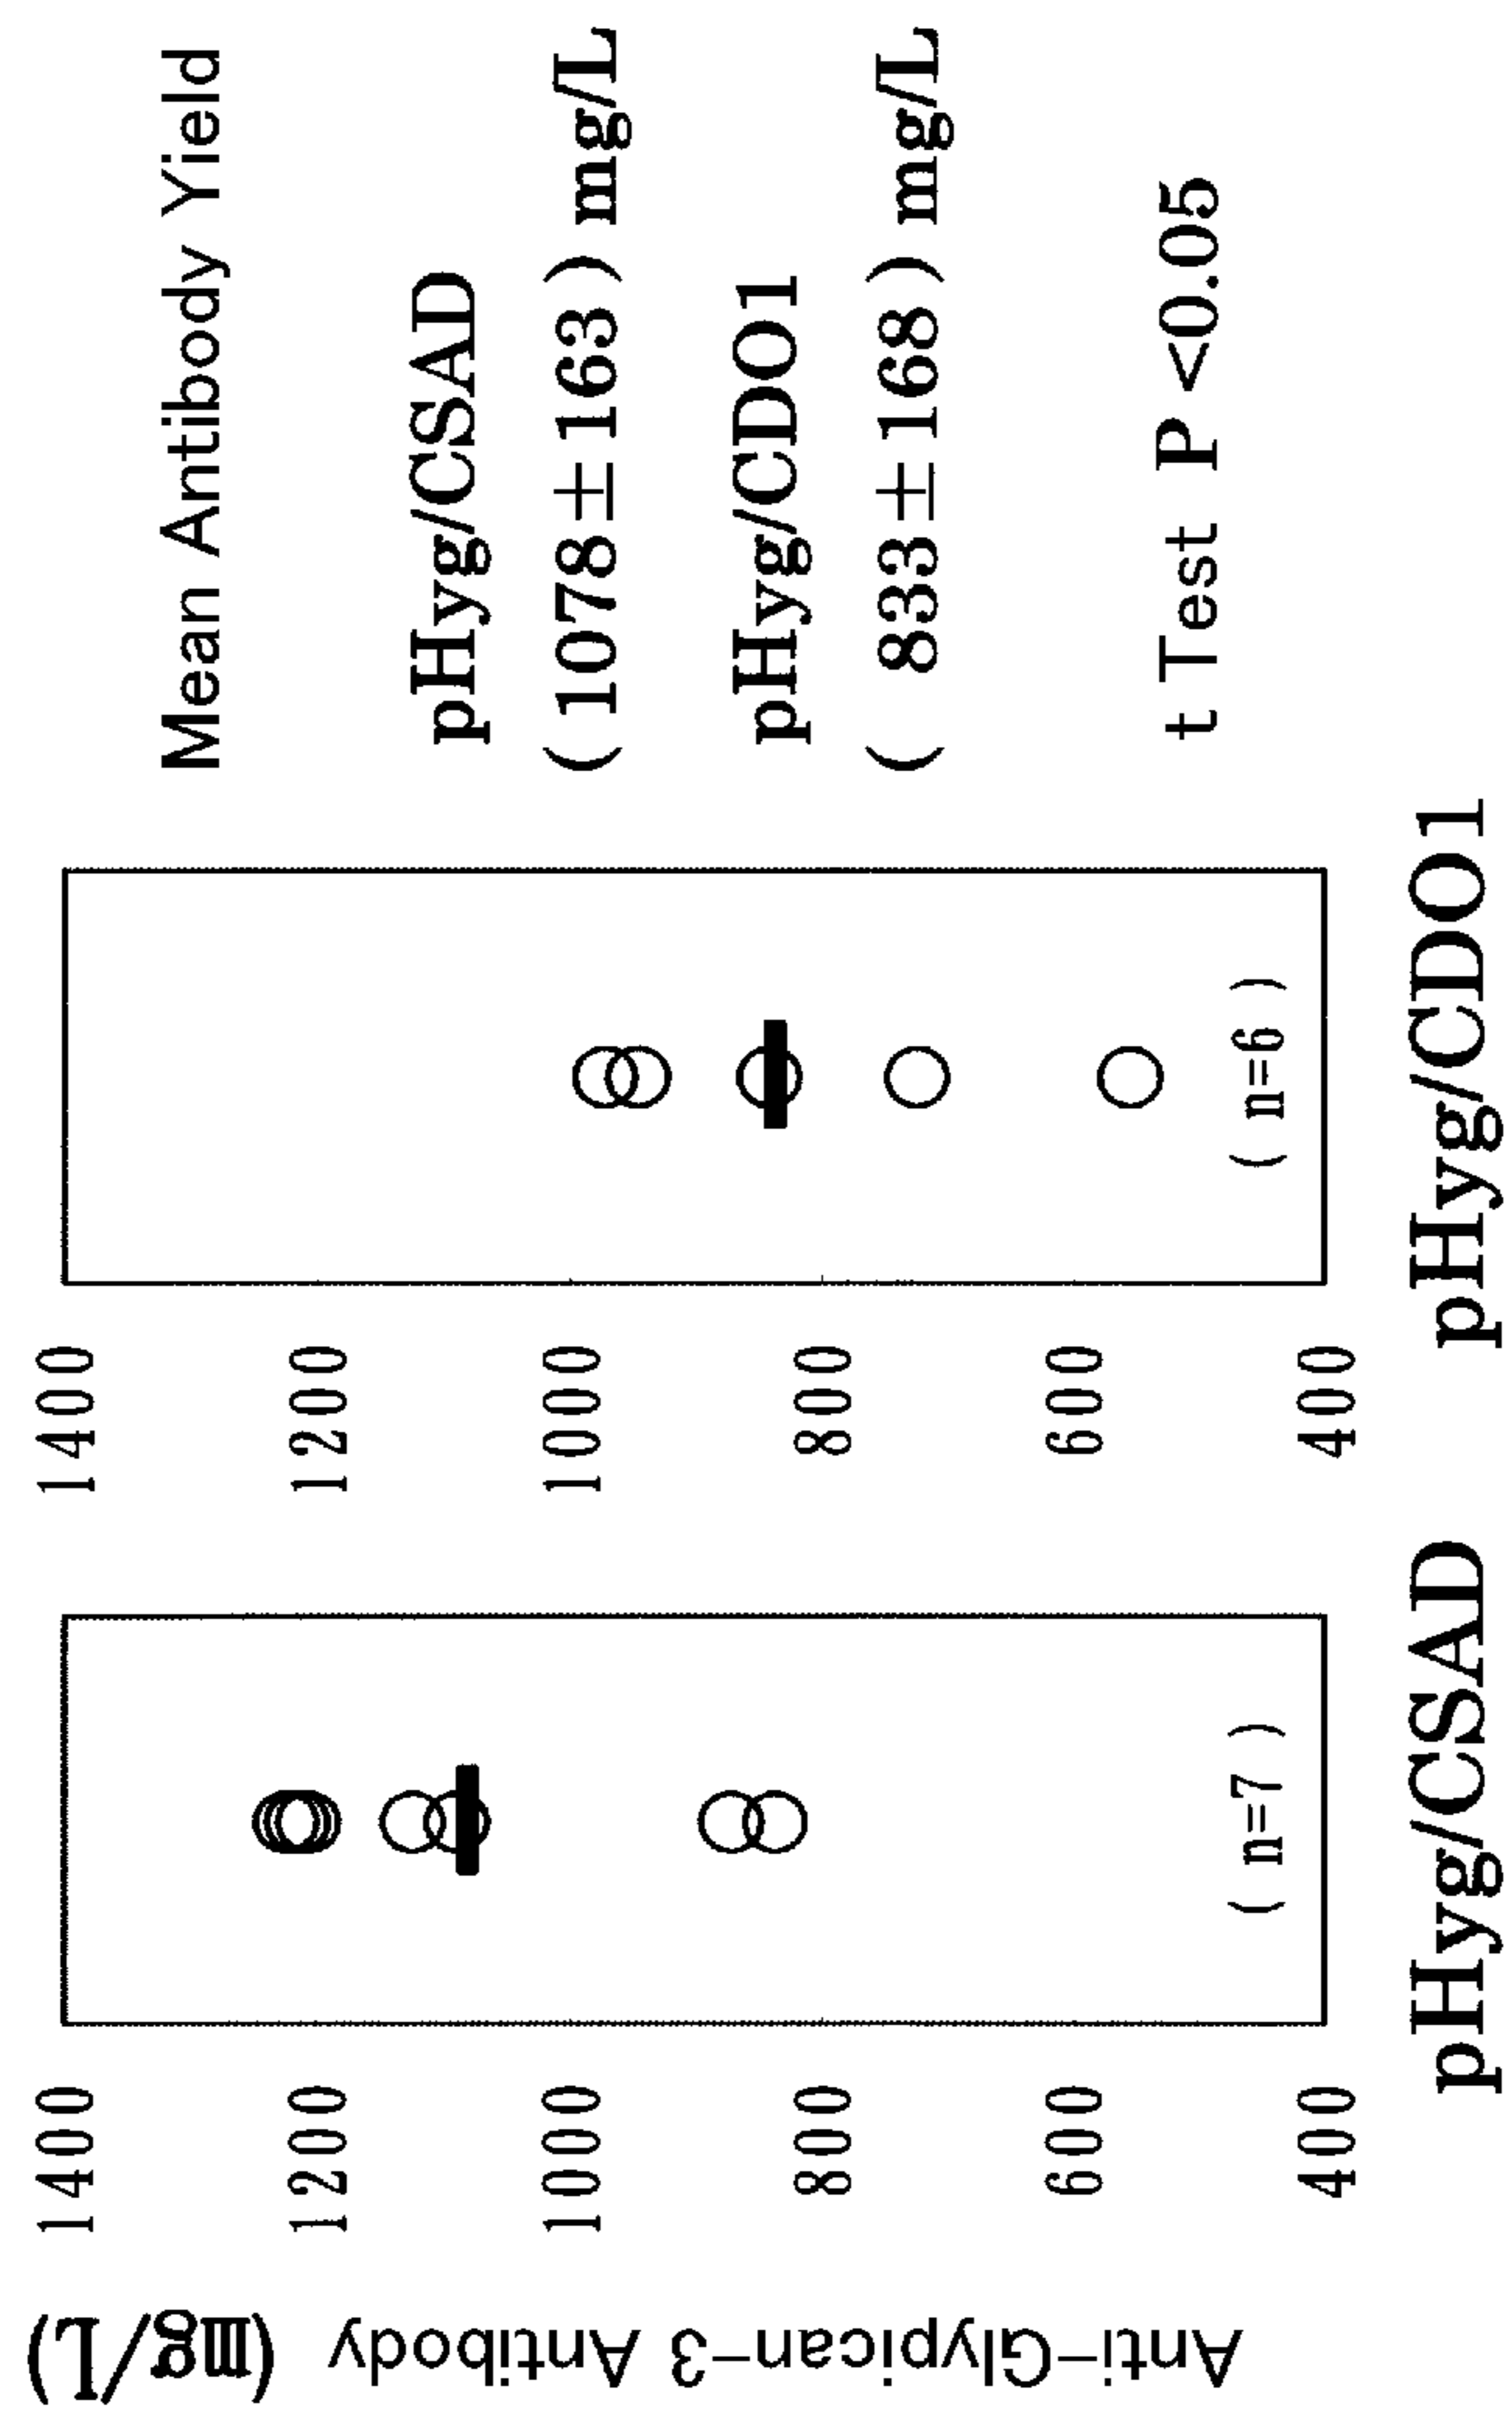 Anti-Glypican-3 Antibody (mg/L)
1400
1200
1000
800
600
400
( n=7 )
pHyg/CSAD
1400
1200
1000
800
600
400
( n=6 )
pHyg/CDO1
Mean Antibody Yield
pHyg/CSAD
( 1078±163 ) mg/L
pHyg/CDO1
( 833±168 ) mg/L
t Test P <0.05